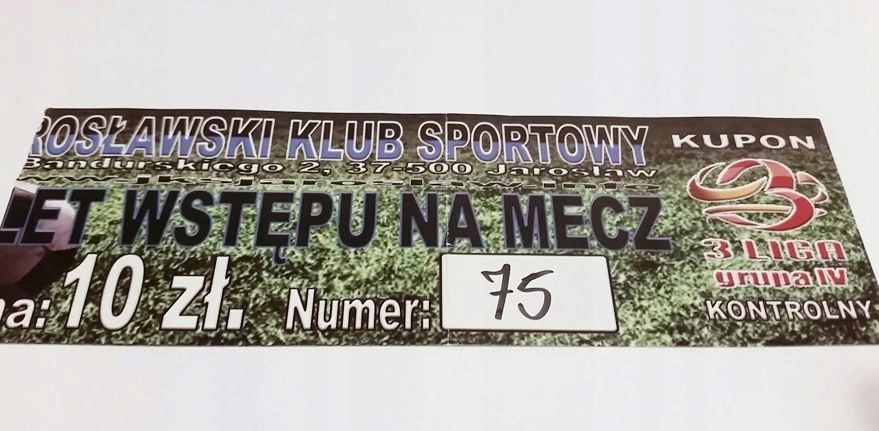 ROSŁAWSKI KLUB SPORTOWY
Bandurskiego 2, 37-500 Jarosław
LET WSTĘPU NA MECZ
na: 10 zł. Numer: 75
KUPON
3 LIGA
grupa IV
KONTROLNY